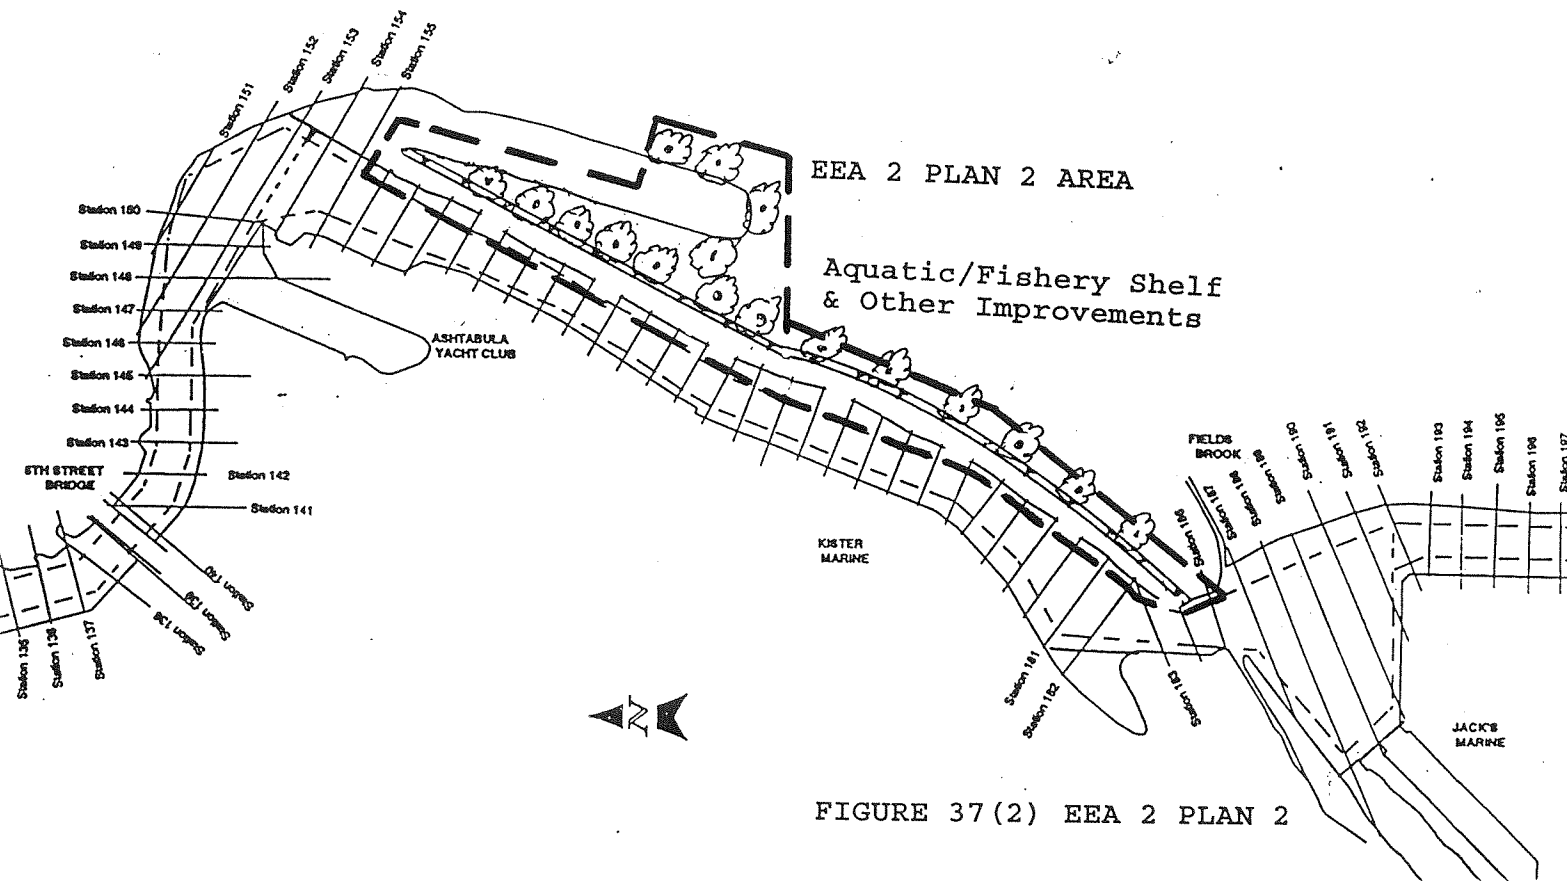 Station 154
Station 155
Station 153
Station 152
Station 151
EEA 2 PLAN 2 AREA
Station 150
Station 149
Station 148
Station 147
Station 146
Station 145
Station 144
Station 143
Aquatic/Fishery Shelf
& Other Improvements
ASHTABULA
YACHT CLUB
5TH STREET
BRIDGE
Station 142
Station 141
Station 140
Station 139
Station 138
Station 137
Station 136
Station 135
KISTER
MARINE
FIELDS
BROOK
Station 186
Station 187
Station 188
Station 189
Station 190
Station 191
Station 192
Station 193
Station 194
Station 195
Station 196
Station 197
Station 181
Station 182
Station 183
N
JACK'S
MARINE
FIGURE 37(2) EEA 2 PLAN 2